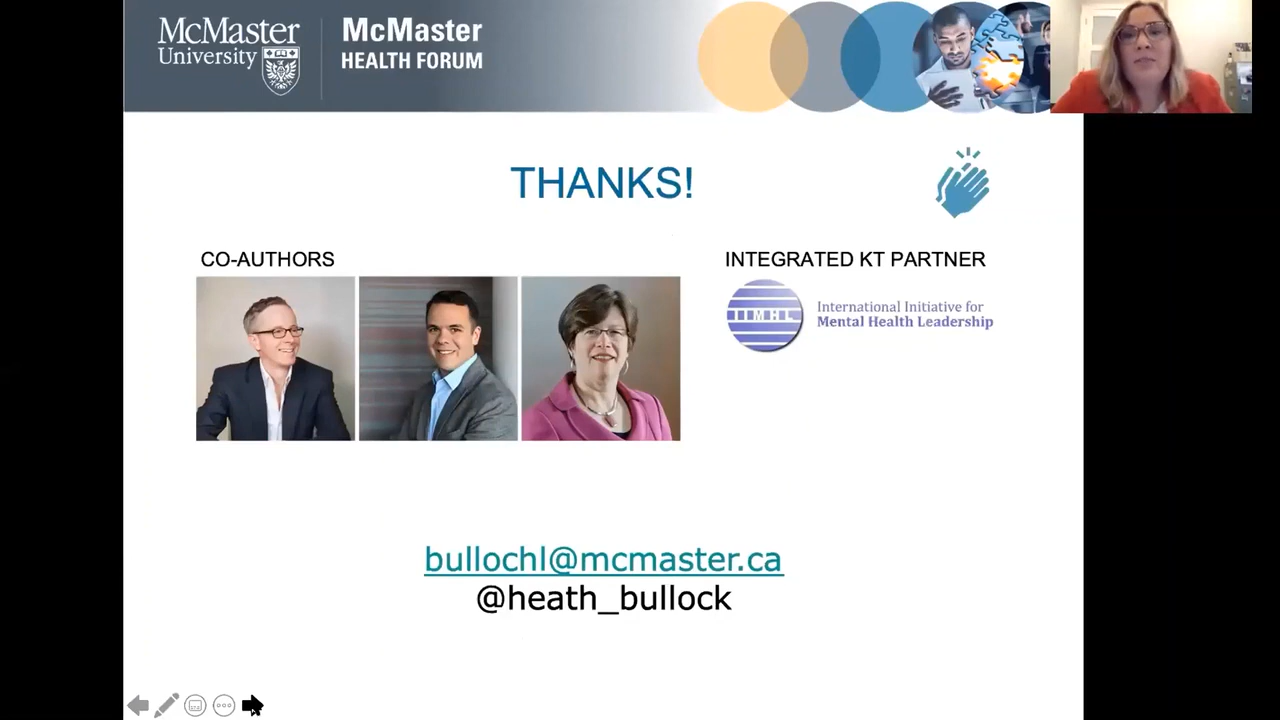 McMaster
University
McMaster
HEALTH FORUM
THANKS!
CO-AUTHORS
INTEGRATED KT PARTNER
IIMHL
International Initiative for
Mental Health Leadership
bullochl@mcmaster.ca
@heath_bullock